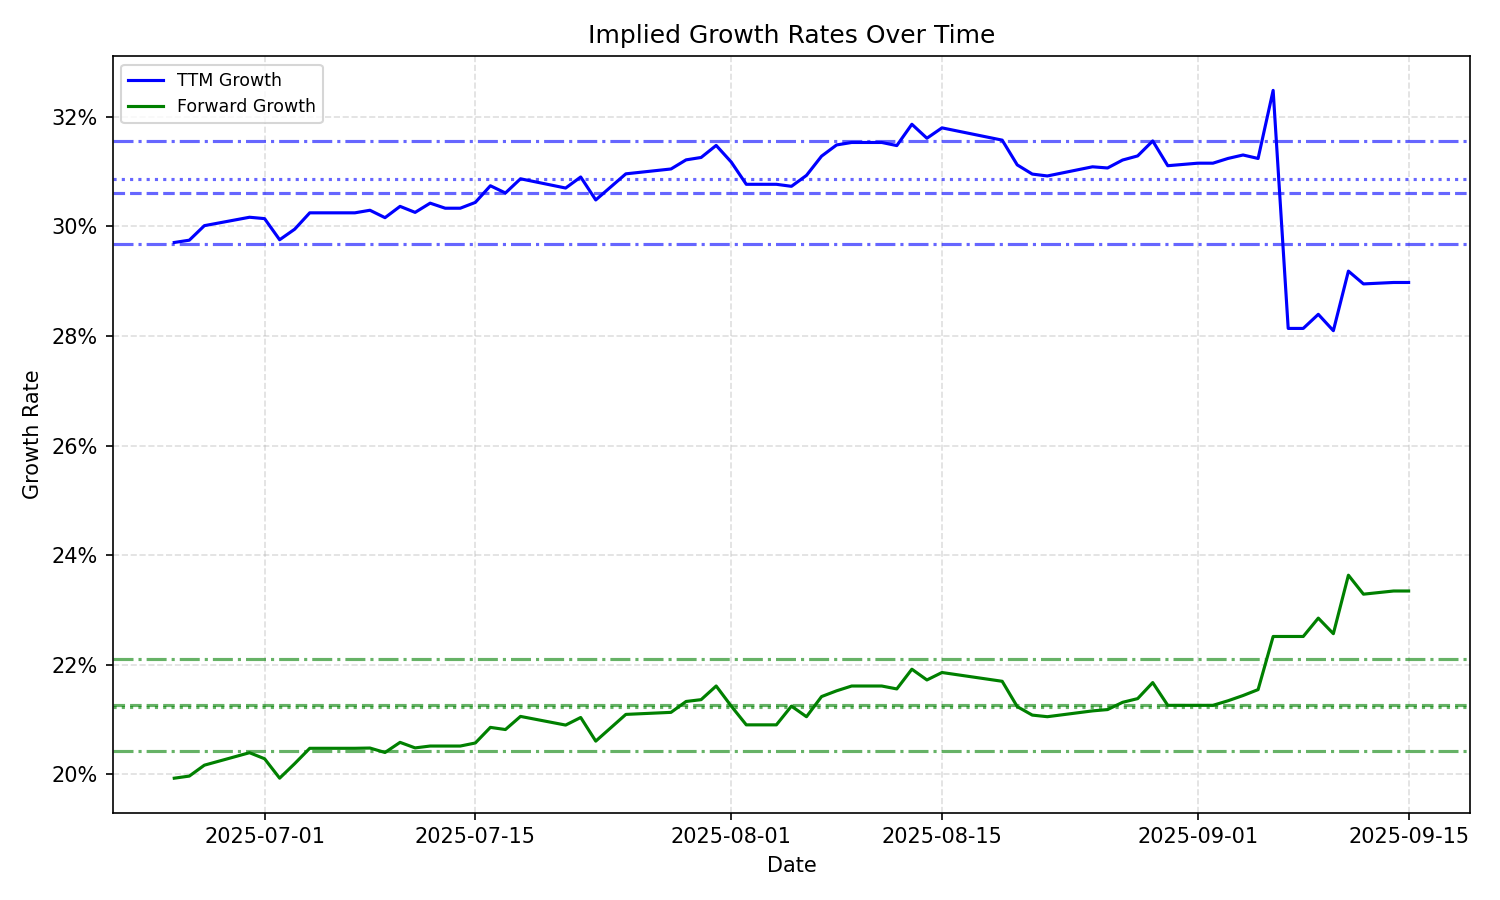 Implied Growth Rates Over Time
TTM Growth
Forward Growth
32%
30%
28%
26%
24%
22%
20%
Growth Rate
2025-07-01
2025-07-15
2025-08-01
2025-08-15
2025-09-01
2025-09-15
Date